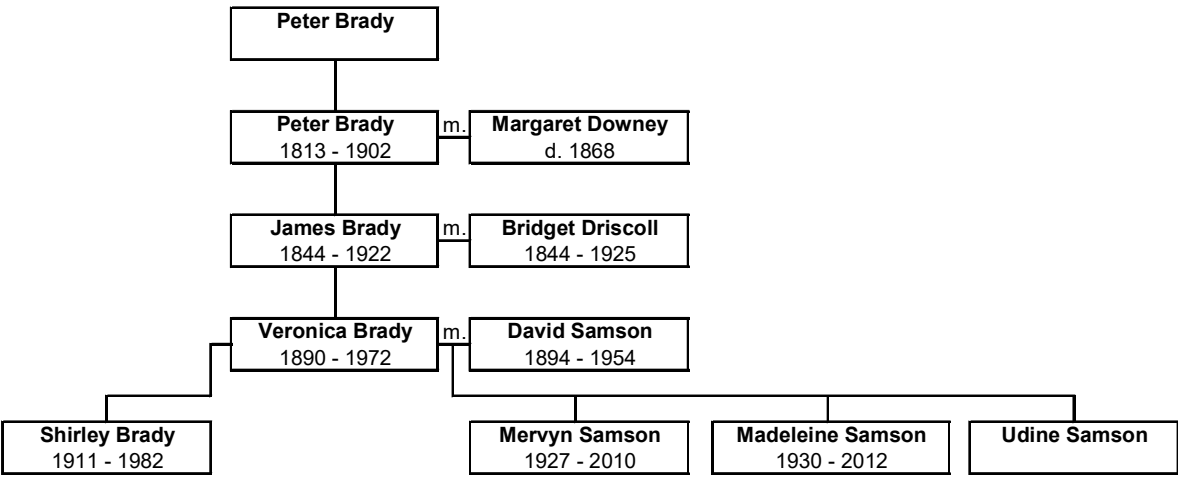 Peter Brady
Peter Brady
1813 - 1902
m.
Margaret Downey
d. 1868
James Brady
1844 - 1922
m.
Bridget Driscoll
1844 - 1925
Veronica Brady
1890 - 1972
m.
David Samson
1894 - 1954
Shirley Brady
1911 - 1982
Mervyn Samson
1927 - 2010
Madeleine Samson
1930 - 2012
Udine Samson